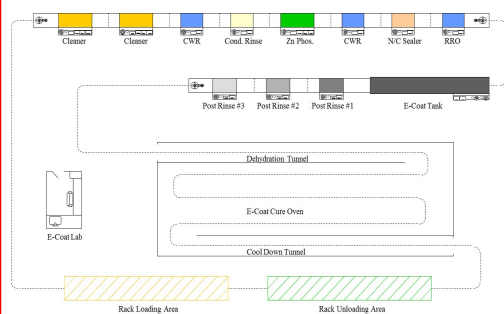 Cleaner
Cleaner
CWR
Cond. Rinse
Zn Phos.
CWR
N/C Sealer
RRO
Post Rinse #3
Post Rinse #2
Post Rinse #1
E-Coat Tank
Dehydration Tunnel
E-Coat Cure Oven
E-Coat Lab
Cool Down Tunnel
Rack Loading Area
Rack Unloading Area